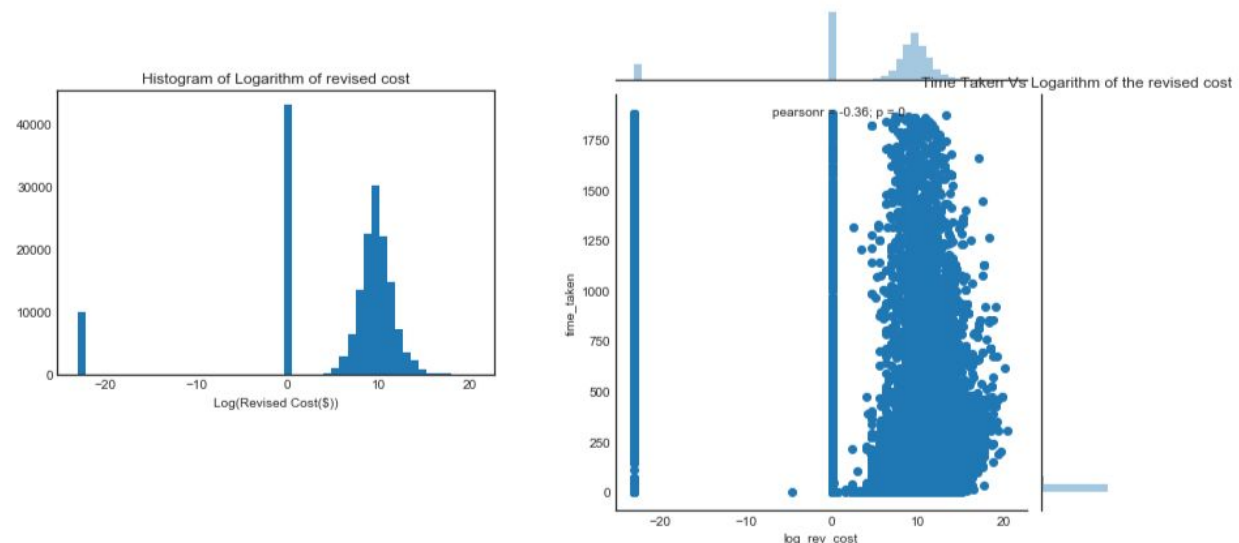 Histogram of Logarithm of revised cost
40000
30000
20000
10000
0
−20 −10 0 10 20
Log(Revised Cost($))
Time Taken Vs Logarithm of the revised cost
pearsonr = -0.36; p = 0
1750
1500
1250
1000
750
500
250
0
time_taken
−20 −10 0 10 20
log_rev_cost